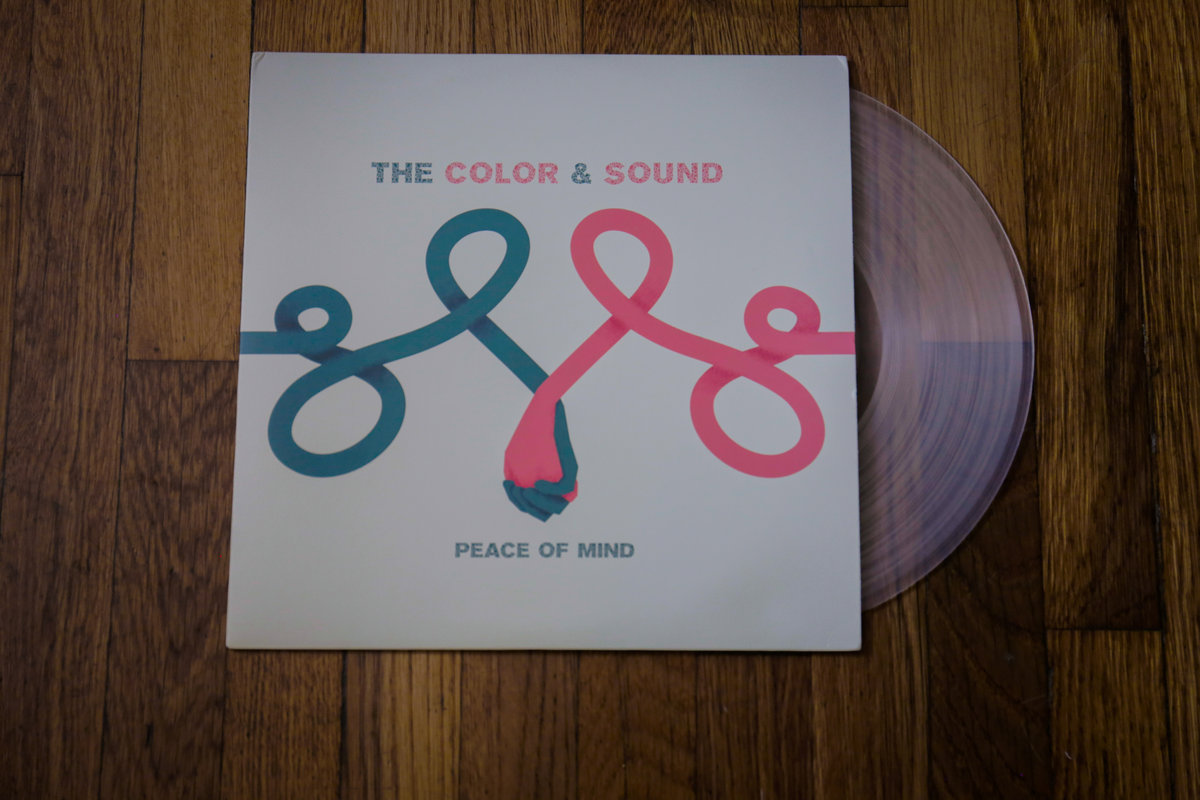 THE COLOR & SOUND
PEACE OF MIND